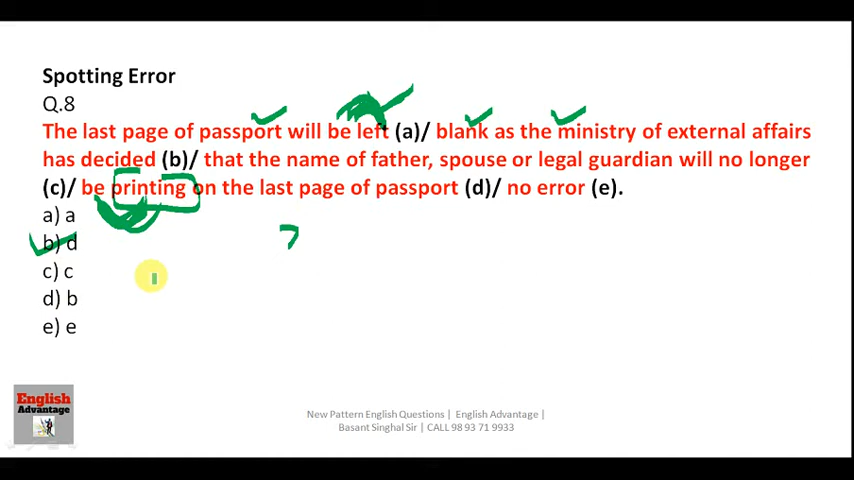 Spotting Error
Q.8
The last page of passport will be left (a)/ blank as the ministry of external affairs
has decided (b)/ that the name of father, spouse or legal guardian will no longer
(c)/ be printing on the last page of passport (d)/ no error (e).
a) a
b) d
c) c
d) b
e) e
English
Advantage
New Pattern English Questions | English Advantage |
Basant Singhal Sir | CALL 98 93 71 9933